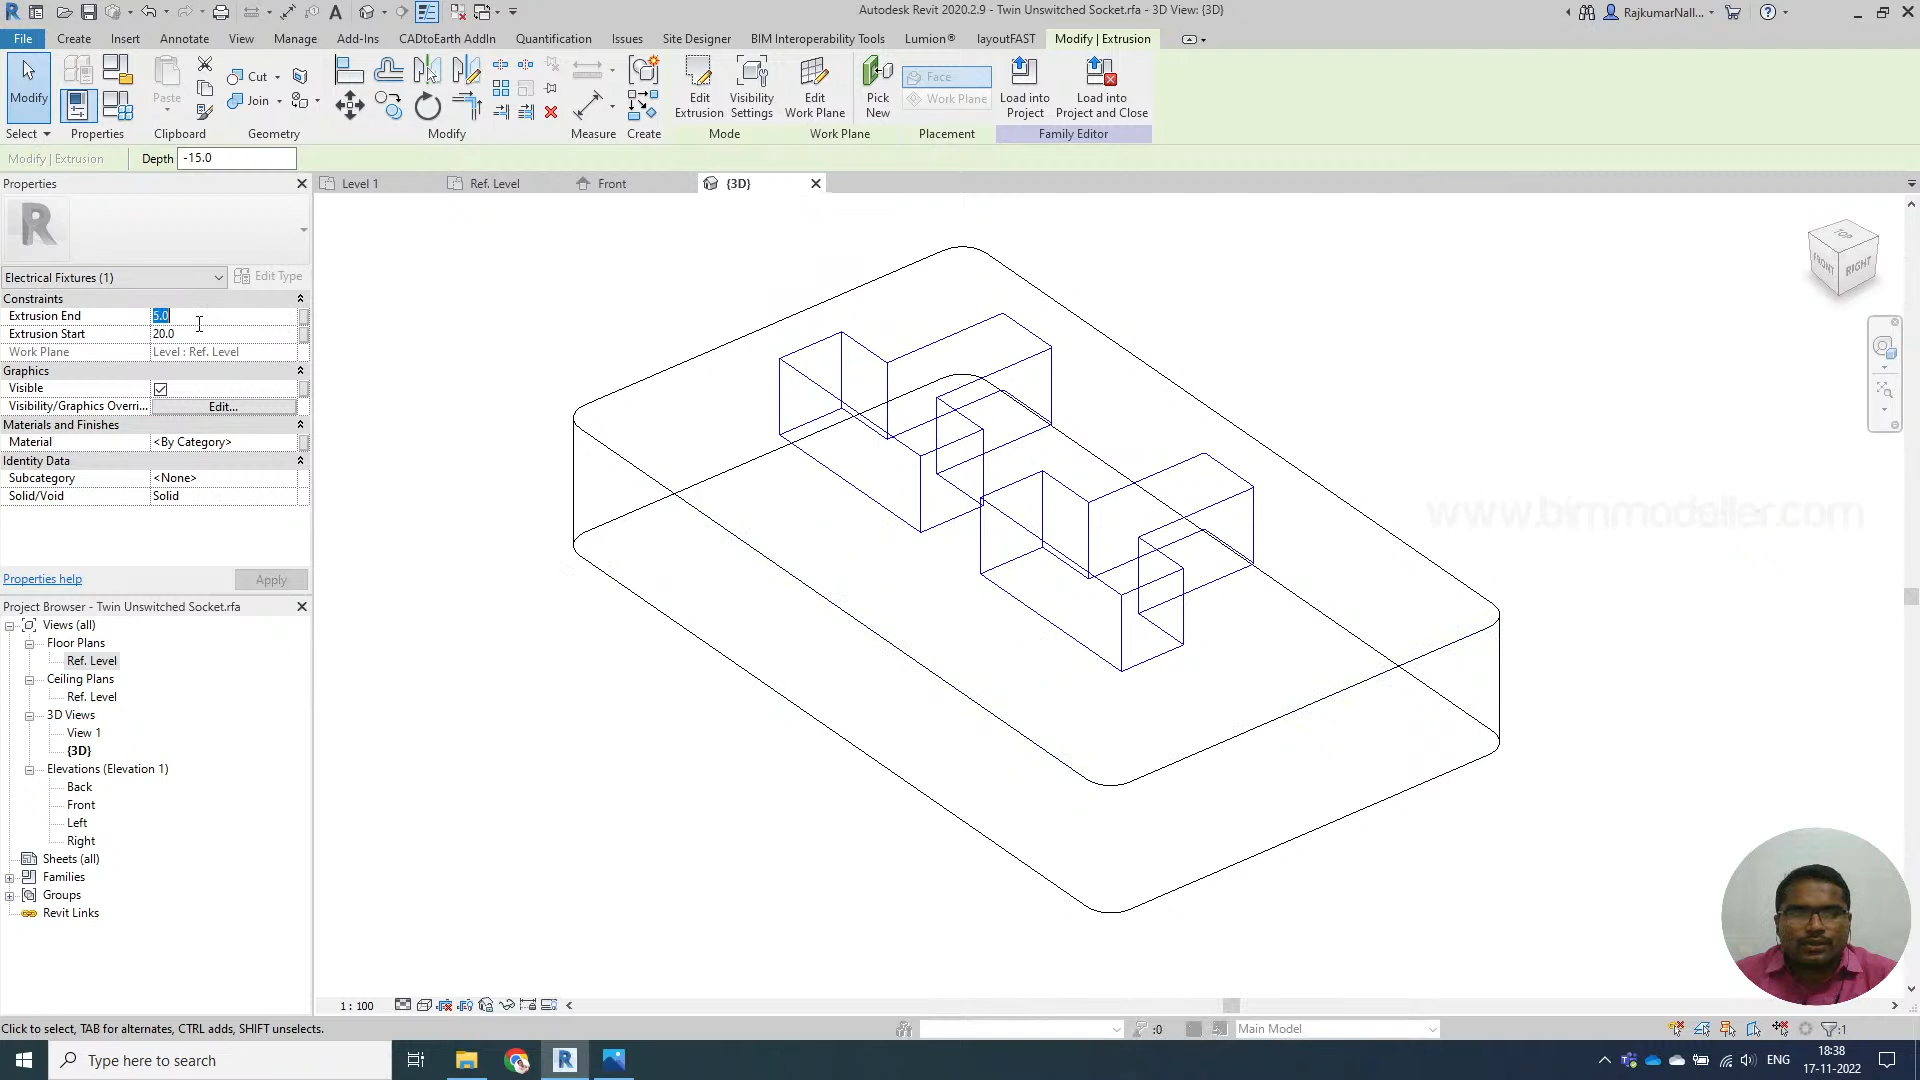 Autodesk Revit 2020.2.9 - Twin Unswitched Socket.rfa - 3D View: {3D}
RajkumarNall...
File Create Insert Annotate View Manage Add-Ins CADtoEarth AddIn Quantification Issues Site Designer BIM Interoperability Tools Lumion® layoutFAST Modify | Extrusion
Modify
Paste
Cut
Join
Edit Extrusion
Visibility Settings
Edit Work Plane
Pick New
Face
Work Plane
Load into Project
Load into Project and Close
Select Properties Clipboard Geometry Modify Measure Create Mode Work Plane Placement Family Editor
Modify | Extrusion Depth -15.0
Properties
Level 1 Ref. Level Front {3D}
R
Electrical Fixtures (1) Edit Type
Constraints
Extrusion End 5.0
Extrusion Start 20.0
Work Plane Level : Ref. Level
Graphics
Visible
Visibility/Graphics Overri... Edit...
Materials and Finishes
Material <By Category>
Identity Data
Subcategory <None>
Solid/Void Solid
Properties help Apply
Project Browser - Twin Unswitched Socket.rfa
Views (all)
Floor Plans
Ref. Level
Ceiling Plans
Ref. Level
3D Views
View 1
{3D}
Elevations (Elevation 1)
Back
Front
Left
Right
Sheets (all)
Families
Groups
Revit Links
TOP
FRONT
RIGHT
www.bimmodeller.com
1 : 100
Click to select, TAB for alternates, CTRL adds, SHIFT unselects.
:0
Main Model
:1
Type here to search
ENG
18:38
17-11-2022